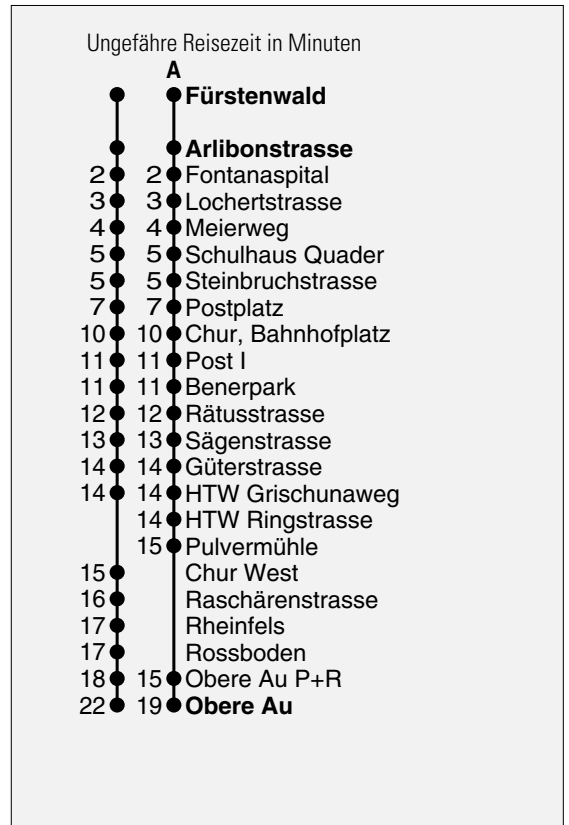 Ungefähre Reisezeit in Minuten
A
Fürstenwald
Arlibonstrasse
2 2 Fontanaspital
3 3 Lochertstrasse
4 4 Meierweg
5 5 Schulhaus Quader
5 5 Steinbruchstrasse
7 7 Postplatz
10 10 Chur, Bahnhofplatz
11 11 Post I
11 11 Benerpark
12 12 Rätusstrasse
13 13 Sägenstrasse
14 14 Güterstrasse
14 14 HTW Grischunaweg
14 HTW Ringstrasse
15 Pulvermühle
15 Chur West
16 Raschärenstrasse
17 Rheinfels
17 Rossboden
18 15 Obere Au P+R
22 19 Obere Au